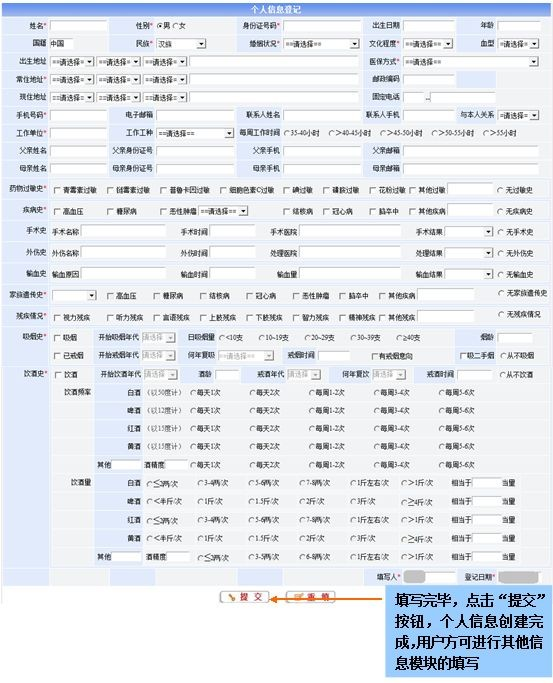 个人信息登记
姓名* 性别* 男 女 身份证号码* 出生日期 年龄
国籍 中国 民族* 汉族 婚姻状况* ==请选择== 文化程度* ==请选择= 血型 ==请选择=
出生地址 ==请选择= ==请选择= ==请选择= 医保方式* ==请选择==
常住地址* ==请选择= ==请选择= ==请选择= 邮政编码
现住地址 ==请选择= ==请选择= ==请选择= 固定电话
手机号码* 电子邮箱 联系人姓名 联系人手机 与本人关系 =请选择=
工作单位* 工作工种 ==请选择== 每周工作时间 35-40小时 >40-45小时 >45-50小时 >50-55小时 >55小时
父亲姓名 父亲身份证号 父亲手机 父亲邮箱
母亲姓名 母亲身份证号 母亲手机 母亲邮箱
药物过敏史* 青霉素过敏 链霉素过敏 普鲁卡因过敏 细胞色素C过敏 碘过敏 磺胺过敏 花粉过敏 其他过敏 无过敏史
疾病史* 高血压 糖尿病 恶性肿瘤 ==请选择== 结核病 冠心病 脑卒中 其他疾病 无疾病史
手术史 手术名称 手术时间 手术医院 手术结果 无手术史
外伤史 外伤名称 外伤时间 处理医院 处理结果 无外伤史
输血史 输血原因 输血时间 输血量 输血结果 无输血史
家族遗传史* 高血压 糖尿病 结核病 冠心病 恶性肿瘤 脑卒中 其他疾病 无家族遗传史
残疾情况* 视力残疾 听力残疾 言语残疾 上肢残疾 下肢残疾 智力残疾 精神残疾 其他残疾 无残疾情况
吸烟史* 吸烟 开始吸烟年代 请选择 日吸烟量 <10支 10~19支 20~29支 30~39支 ≥40支 烟龄
已戒烟 开始戒烟年代 请选择 何年复吸 ==请选择== 戒烟时间 有戒烟意向 吸二手烟 从不吸烟
饮酒史* 饮酒 开始饮酒年代 请选择 酒龄 戒酒年代 请选择 何年复饮 请选择 戒酒时间 从不饮酒
饮酒频率 白酒 (以50度计) 每天1次 每天2次 每周1-2次 每周3-4次 每周5-6次
啤酒 (以12度计) 每天1次 每天2次 每周1-2次 每周3-4次 每周5-6次
红酒 (以15度计) 每天1次 每天2次 每周1-2次 每周3-4次 每周5-6次
黄酒 (以15度计) 每天1次 每天2次 每周1-2次 每周3-4次 每周5-6次
其他 酒精度 每天1次 每天2次 每周1-2次 每周3-4次 每周5-6次
饮酒量 白酒 ≤2两/次 3-4两/次 5-6两/次 7-8两/次 1斤左右/次 >1斤/次 相当于 当量
啤酒 <半斤/次 1斤/次 1.5斤/次 2斤/次 3斤/次 ≥4斤/次 相当于 当量
红酒 ≤2两/次 3-4两/次 5-6两/次 7-8两/次 1斤左右/次 >1斤/次 相当于 当量
黄酒 <半斤/次 1斤/次 1.5斤/次 2斤/次 3斤/次 ≥4斤/次 相当于 当量
其他 酒精度 ≤2两/次 3-5两/次 6-8两/次 1斤左右/次 >1斤/次 相当于 当量
填写人* 登记日期*
提 交 重 填
填写完毕，点击“提交”
按钮，个人信息创建完
成,用户方可进行其他信
息模块的填写